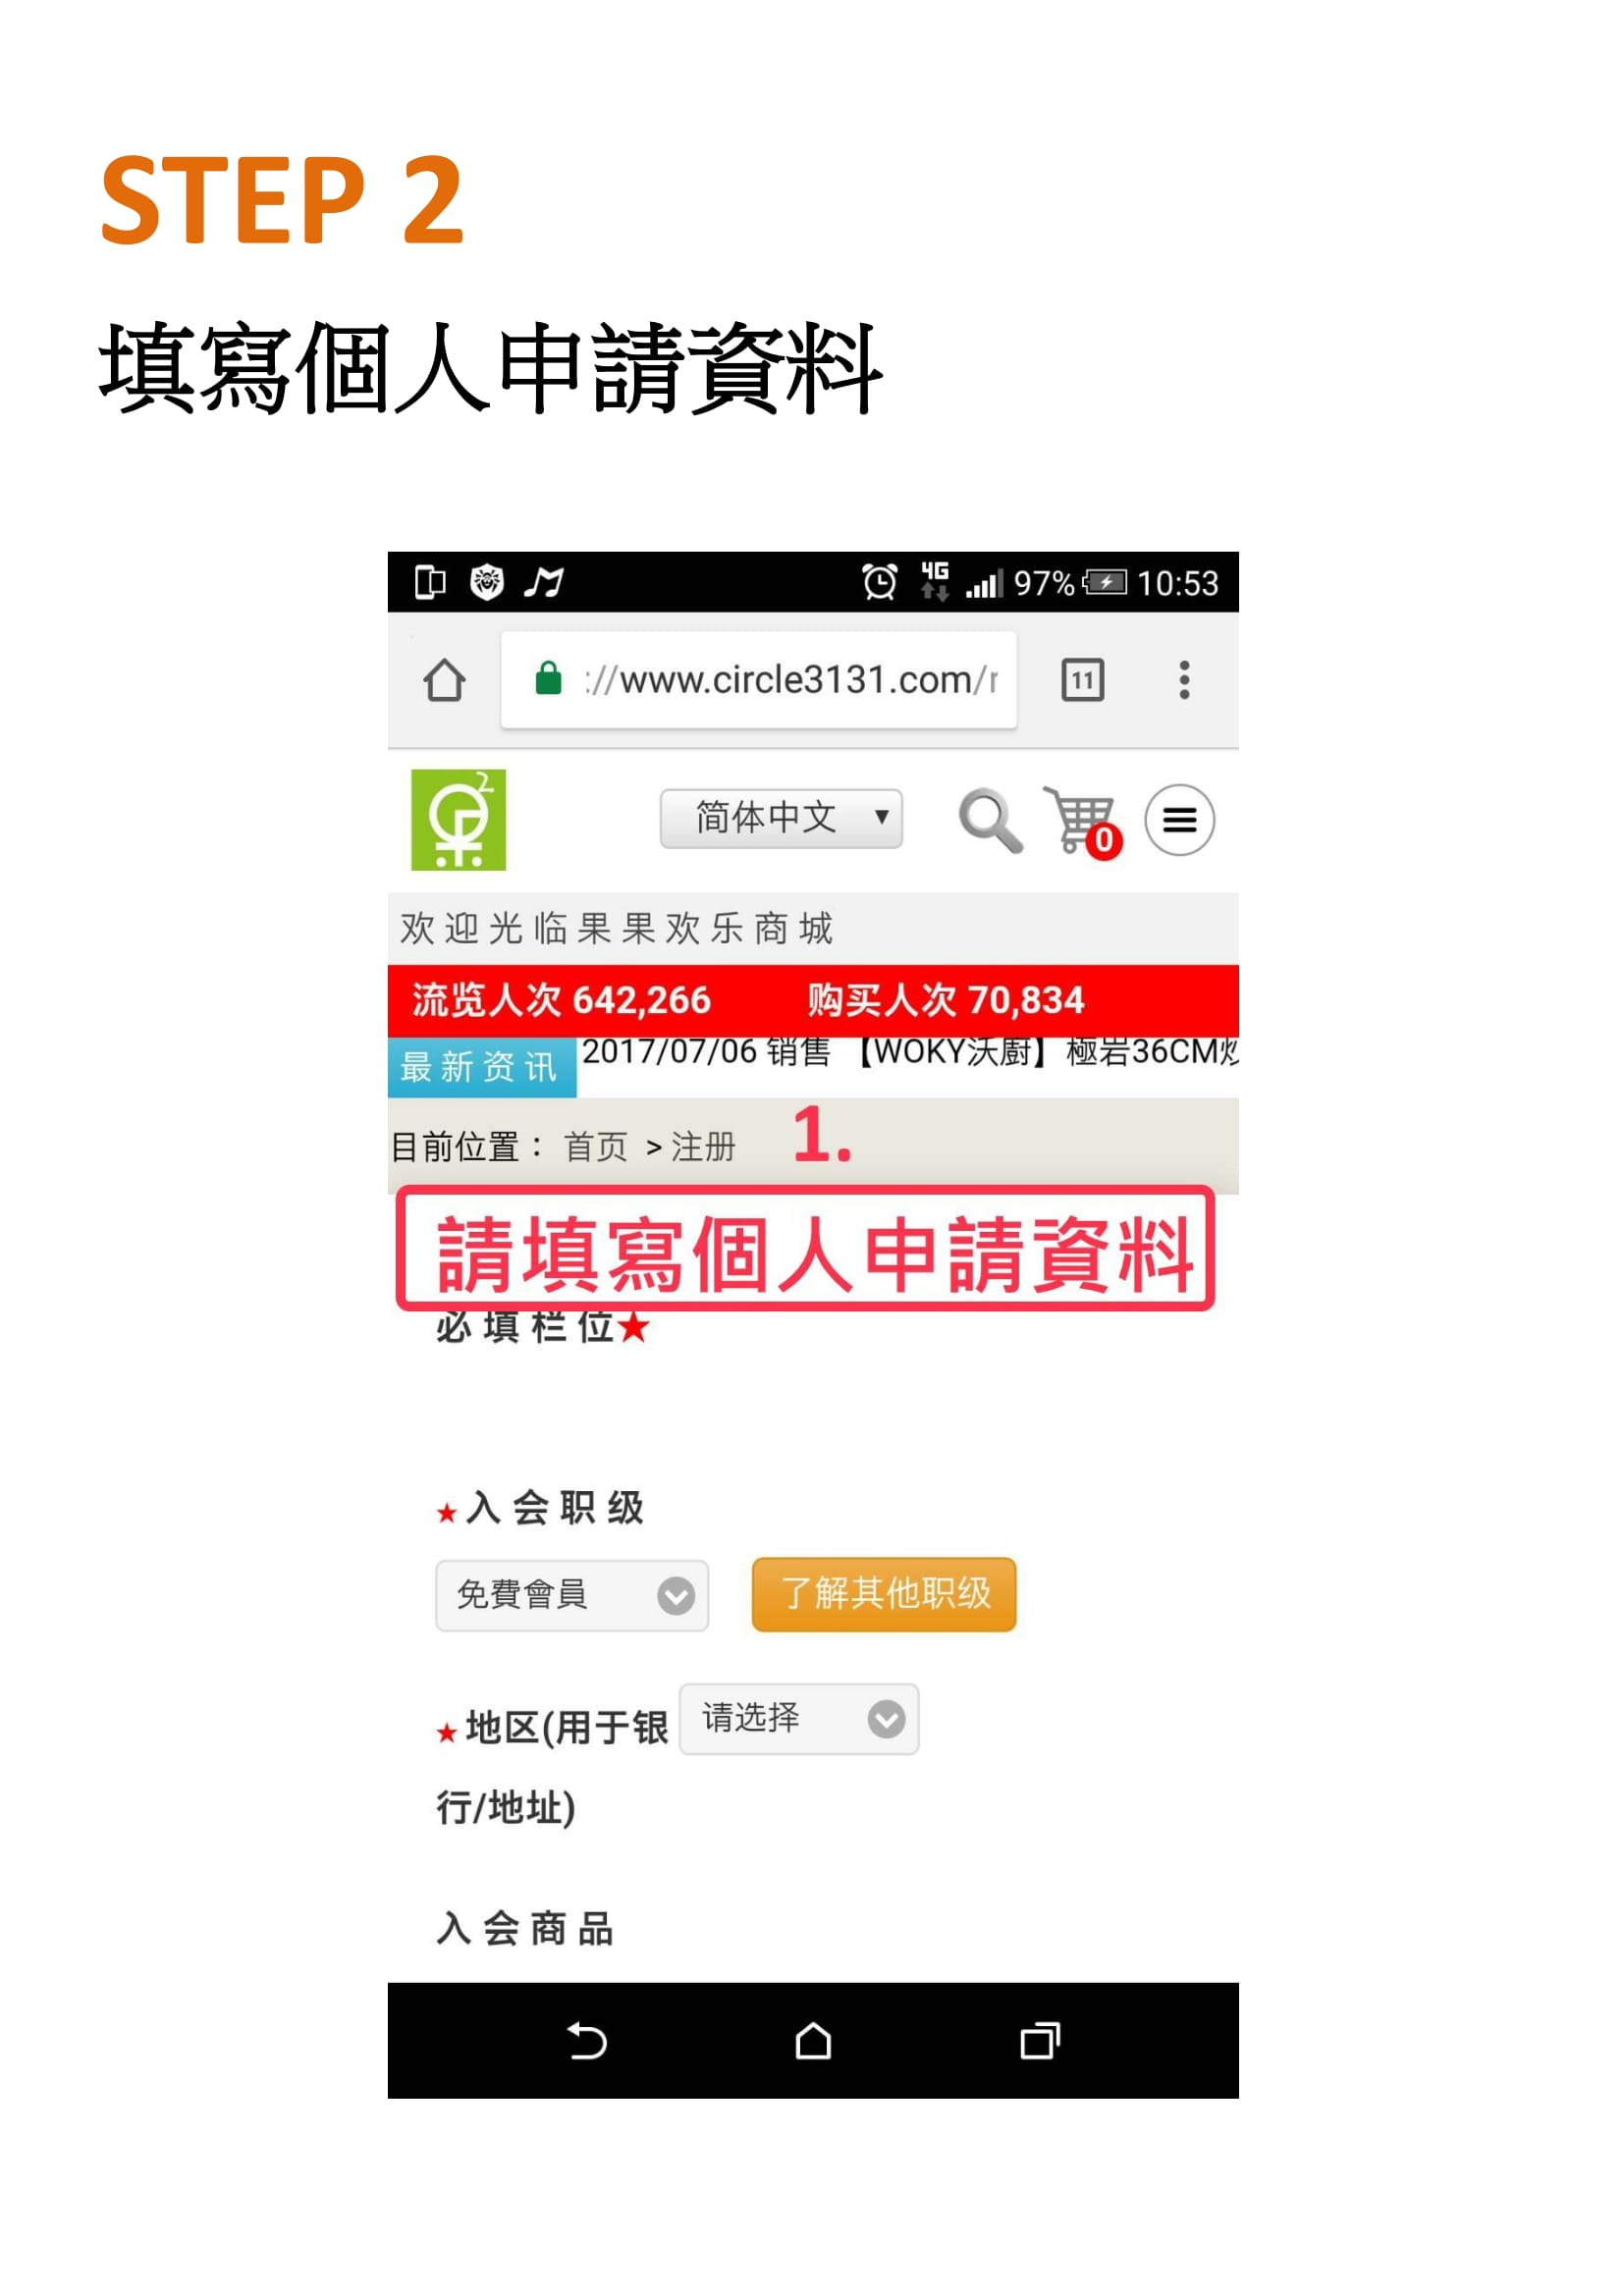 STEP 2
填寫個人申請資料
4G 97% 10:53
://www.circle3131.com/r
11
简体中文
0
欢迎光临果果欢乐商城
流览人次 642,266 购买人次 70,834
最新资讯 2017/07/06 销售 【WOKY沃廚】極岩36CM炒
目前位置： 首页 > 注册
1.
請填寫個人申請資料
必填栏位★
★入会职级
免費會員 了解其他职级
★地区(用于银 请选择
行/地址)
入会商品